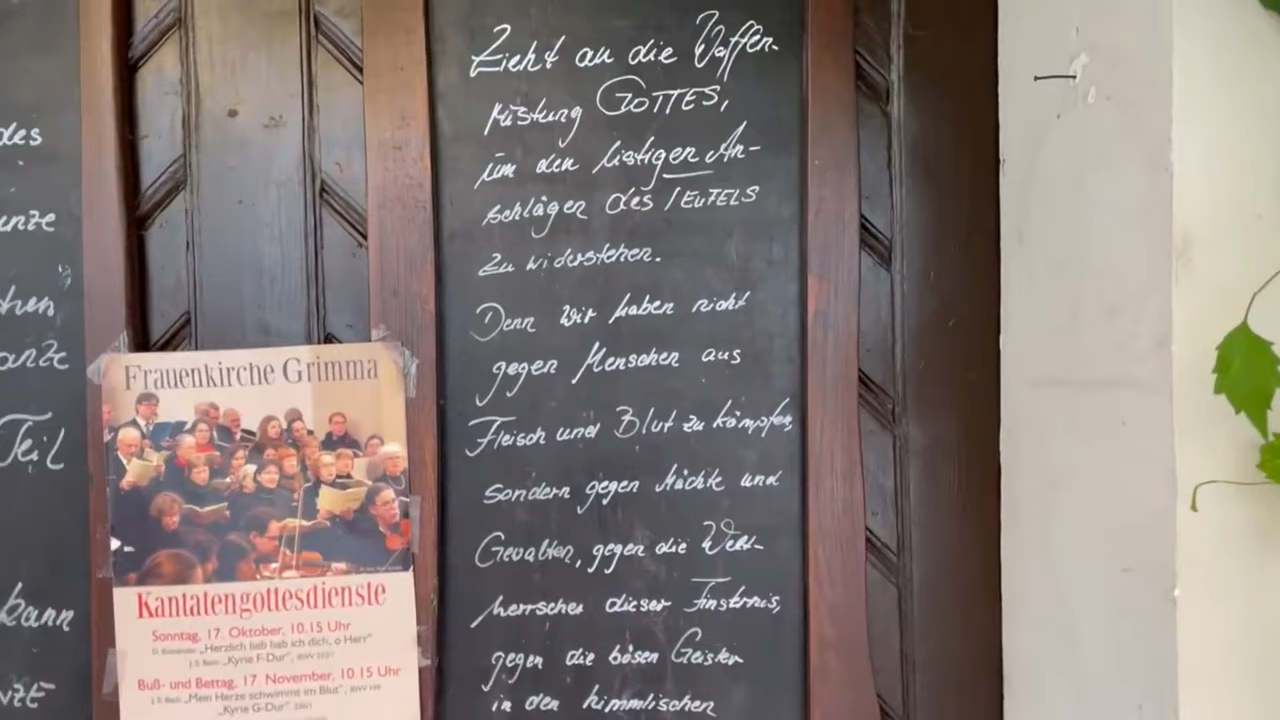 des
Teil
kann
Frauenkirche Grimma
Kantatengottesdienste
Sonntag, 17. Oktober, 10.15 Uhr
„Herzlich lieb hab ich dich, o Herr"
„Kyrie F-Dur",
Buß- und Bettag, 17. November, 10.15 Uhr
„Mein Herze schwimmt im Blut", BWV 199
„Kyrie G-Dur"
Zieht an die Waffen-
rüstung GOTTES,
um den listigen An-
schlägen des TEUFELS
zu widerstehen.
Denn wir haben nicht
gegen Menschen aus
Fleisch und Blut zu kämpfen,
sondern gegen Mächte und
Gewalten, gegen die Welt-
herrscher dieser Finsternis,
gegen die bösen Geister
in den himmlischen